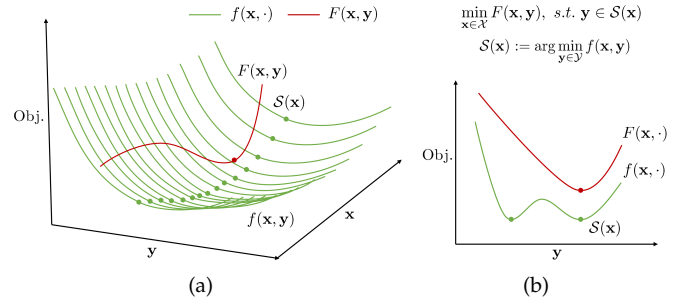 f(x, ·) F(x, y)
F(x, y)
S(x)
Obj.
f(x, y)
x
y
(a)
min F(x, y), s.t. y ∈ S(x)
x∈X
S(x) := arg min f(x, y)
y∈Y
Obj.
F(x, ·)
f(x, ·)
S(x)
y
(b)